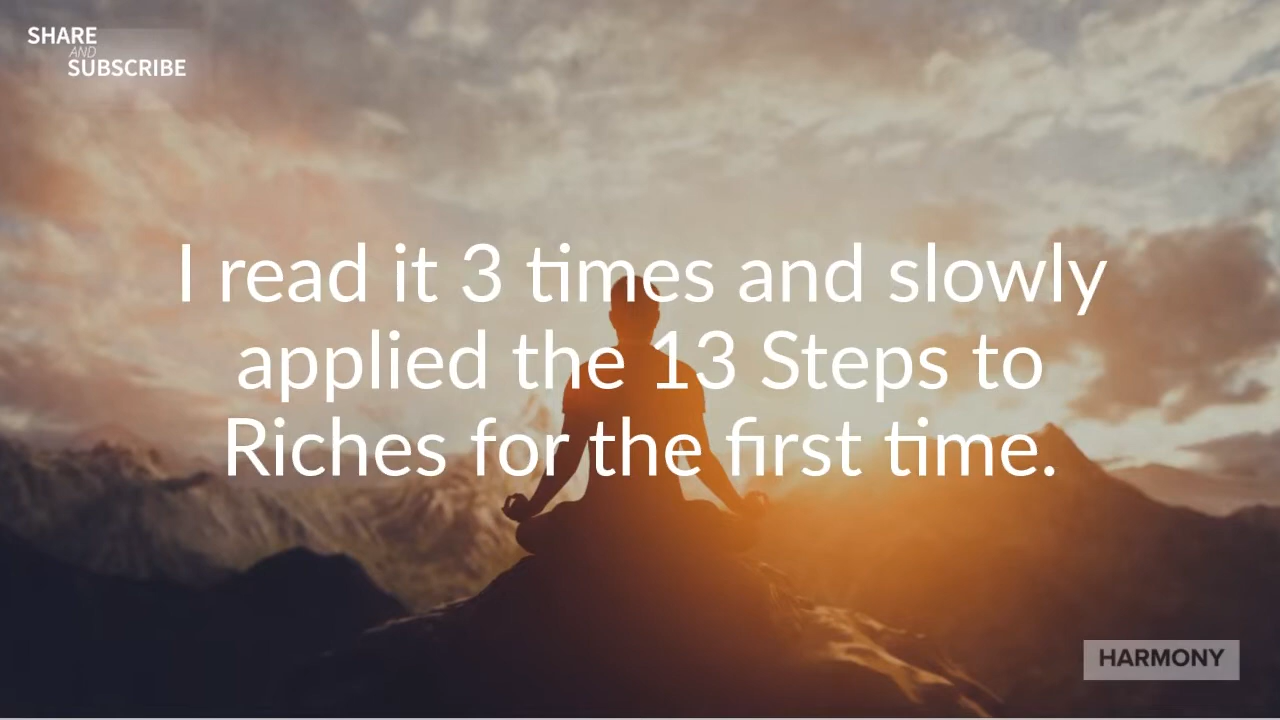 SHARE
AND
SUBSCRIBE
I read it 3 times and slowly
applied the 13 Steps to
Riches for the first time.
HARMONY